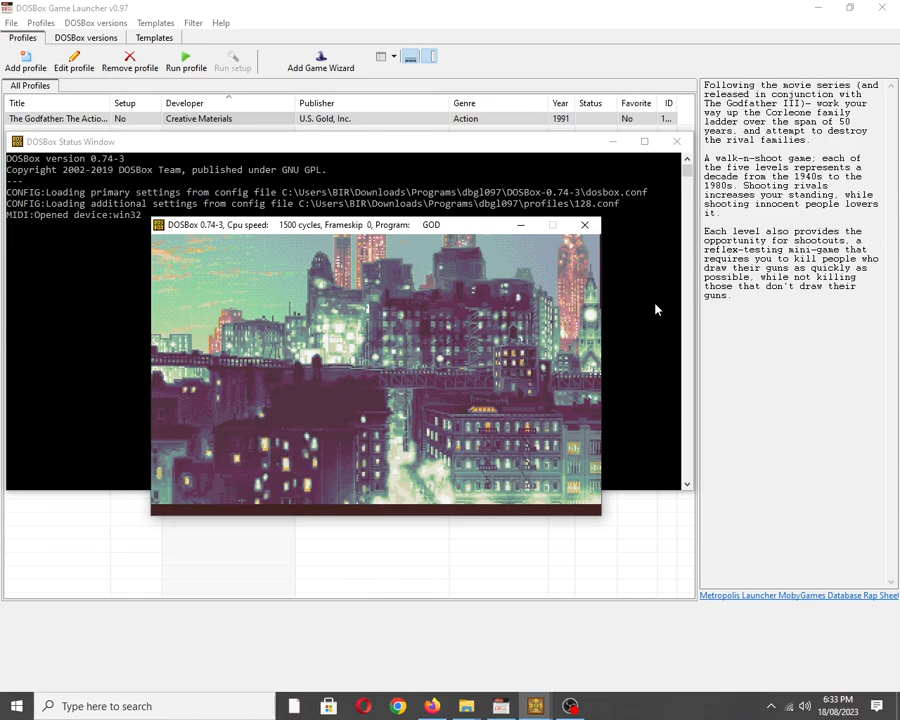 DOSBox Game Launcher v0.97
File Profiles DOSBox versions Templates Filter Help
Profiles DOSBox versions Templates
Add profile Edit profile Remove profile Run profile Run setup Add Game Wizard
All Profiles
Title Setup Developer Publisher Genre Year Status Favorite ID
The Godfather: The Actio... No Creative Materials U.S. Gold, Inc. Action 1991 No 1...
DOSBox Status Window
DOSBox version 0.74-3
Copyright 2002-2019 DOSBox Team, published under GNU GPL.
---
CONFIG:Loading primary settings from config file C:\Users\BIR\Downloads\Programs\dbgl097\DOSBox-0.74-3\dosbox.conf
CONFIG:Loading additional settings from config file C:\Users\BIR\Downloads\Programs\dbgl097\profiles\128.conf
MIDI:Opened device:win32
DOSBox 0.74-3, Cpu speed: 1500 cycles, Frameskip 0, Program: GOD
Following the movie series (and
released in conjunction with
The Godfather III)- work your
way up the Corleone family
ladder over the span of 50
years, and attempt to destroy
the rival families.
A walk-n-shoot game; each of
the five levels represents a
decade from the 1940s to the
1980s. Shooting rivals
increases your standing, while
shooting innocent people lowers
it.
Each level also provides the
opportunity for shootouts, a
reflex-testing mini-game that
requires you to kill people who
draw their guns as quickly as
possible, while not killing
those that don't draw their
guns.
Metropolis Launcher MobyGames Database Rap Sheet
Type here to search
6:33 PM
18/08/2023